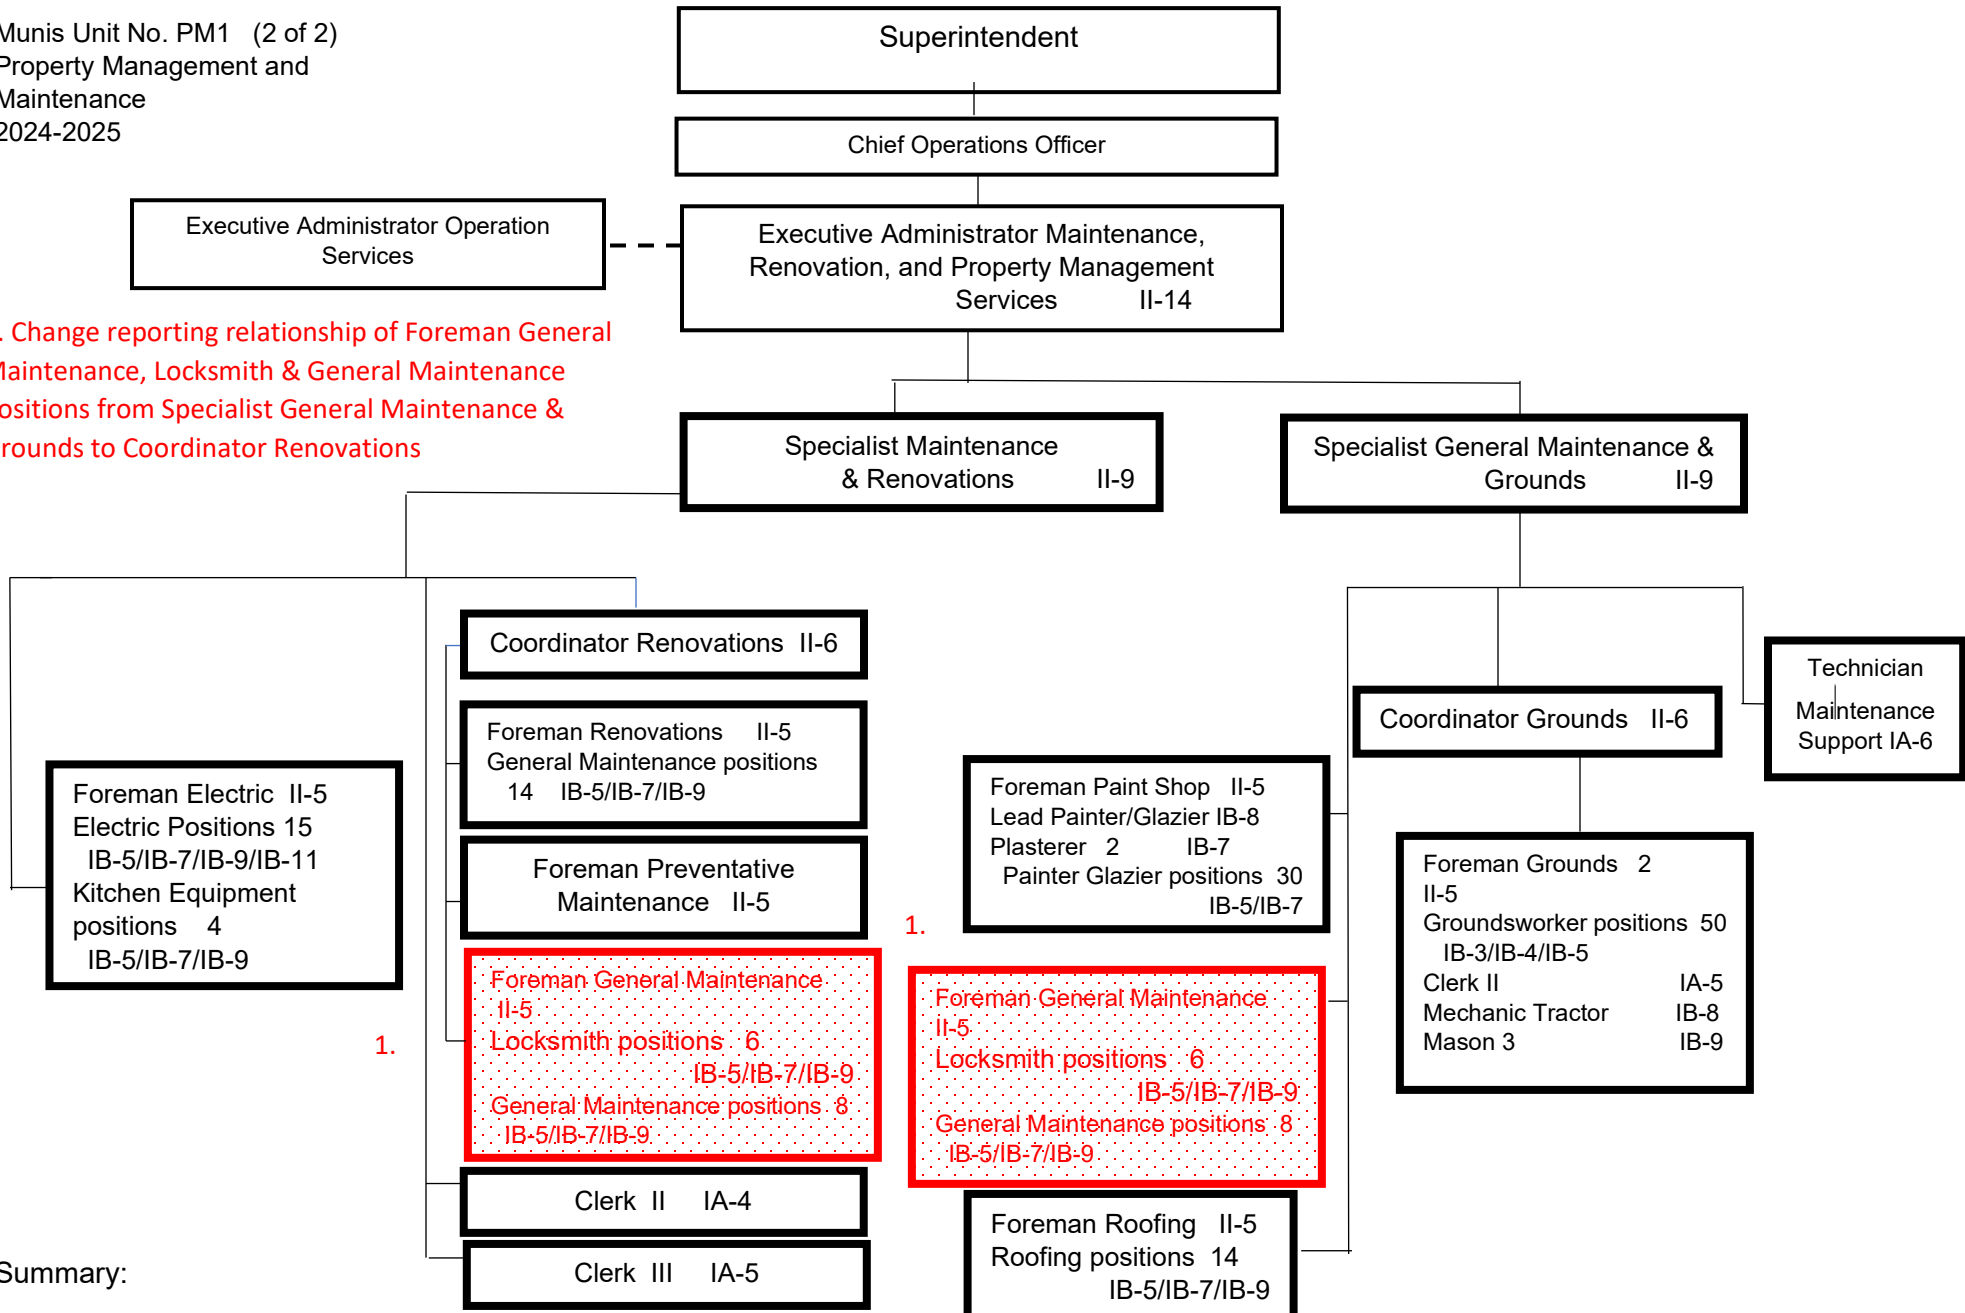 Munis Unit No. PM1 (2 of 2)
Property Management and
Maintenance
2024-2025
Superintendent
Chief Operations Officer
Executive Administrator Operation
Services
Executive Administrator Maintenance,
Renovation, and Property Management
Services II-14
. Change reporting relationship of Foreman General
Maintenance, Locksmith & General Maintenance
ositions from Specialist General Maintenance &
rounds to Coordinator Renovations
Specialist Maintenance
& Renovations II-9
Specialist General Maintenance &
Grounds II-9
Coordinator Renovations II-6
Foreman Renovations II-5
General Maintenance positions
14 IB-5/IB-7/IB-9
Foreman Preventative
Maintenance II-5
Foreman Electric II-5
Electric Positions 15
IB-5/IB-7/IB-9/IB-11
Kitchen Equipment
positions 4
IB-5/IB-7/IB-9
1.
Foreman General Maintenance
II-5
Locksmith positions 6
IB-5/IB-7/IB-9
General Maintenance positions 8
IB-5/IB-7/IB-9
Clerk II IA-4
Clerk III IA-5
Foreman Paint Shop II-5
Lead Painter/Glazier IB-8
Plasterer 2 IB-7
Painter Glazier positions 30
IB-5/IB-7
1.
Foreman General Maintenance
II-5
Locksmith positions 6
IB-5/IB-7/IB-9
General Maintenance positions 8
IB-5/IB-7/IB-9
Foreman Roofing II-5
Roofing positions 14
IB-5/IB-7/IB-9
Coordinator Grounds II-6
Foreman Grounds 2
II-5
Groundsworker positions 50
IB-3/IB-4/IB-5
Clerk II IA-5
Mechanic Tractor IB-8
Mason 3 IB-9
Technician
Maintenance
Support IA-6
Summary: